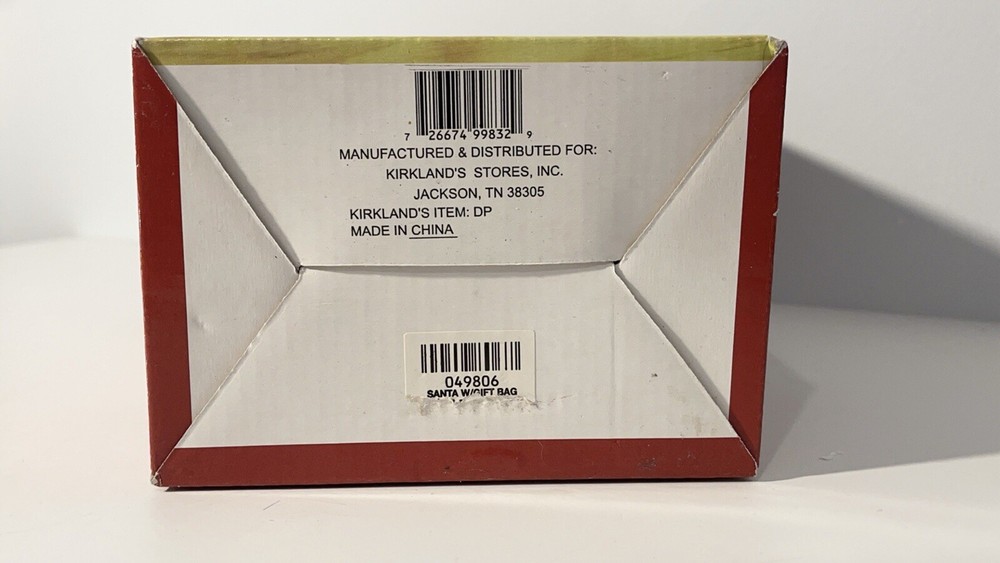 7 26674 99832 9
MANUFACTURED & DISTRIBUTED FOR:
KIRKLAND'S STORES, INC.
JACKSON, TN 38305
KIRKLAND'S ITEM: DP
MADE IN CHINA
049806
SANTA W/GIFT BAG